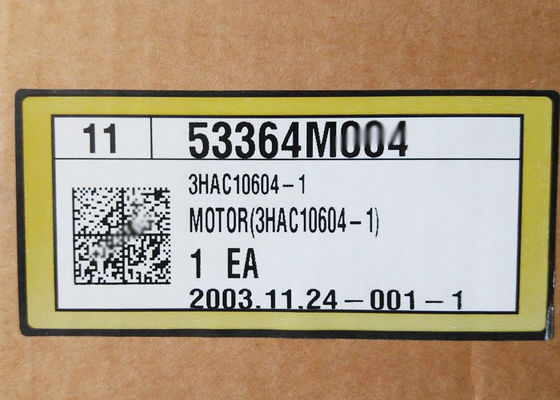 11 53364M004
3HAC10604-1
MOTOR(3HAC10604-1)
1 EA
2003.11.24-001-1